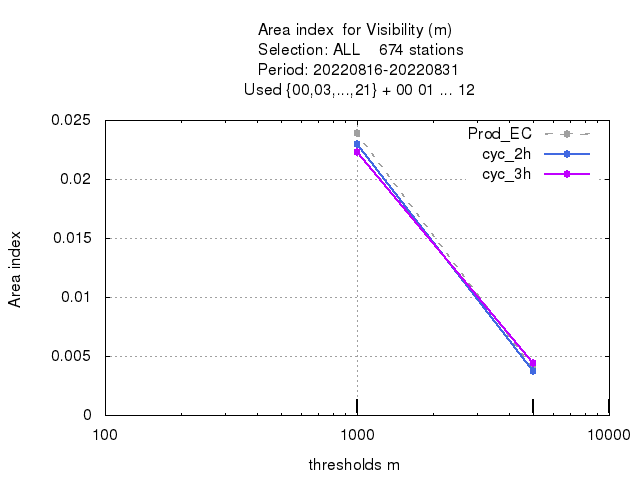 Area index  for Visibility (m)
Selection: ALL    674 stations
Period: 20220816-20220831
Used {00,03,...,21} + 00 01 ... 12
0.025
0.02
0.015
0.01
0.005
0
Area index
Prod_EC
cyc_2h
cyc_3h
100
1000
10000
thresholds m